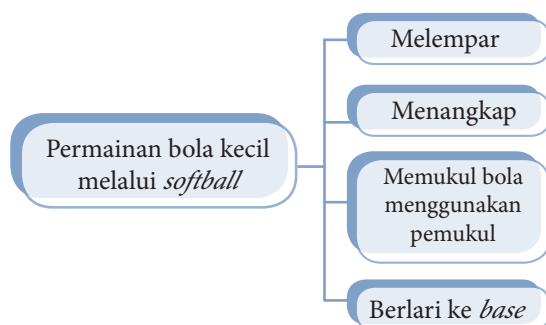 Permainan bola kecil
melalui softball
Melempar
Menangkap
Memukul bola
menggunakan
pemukul
Berlari ke base